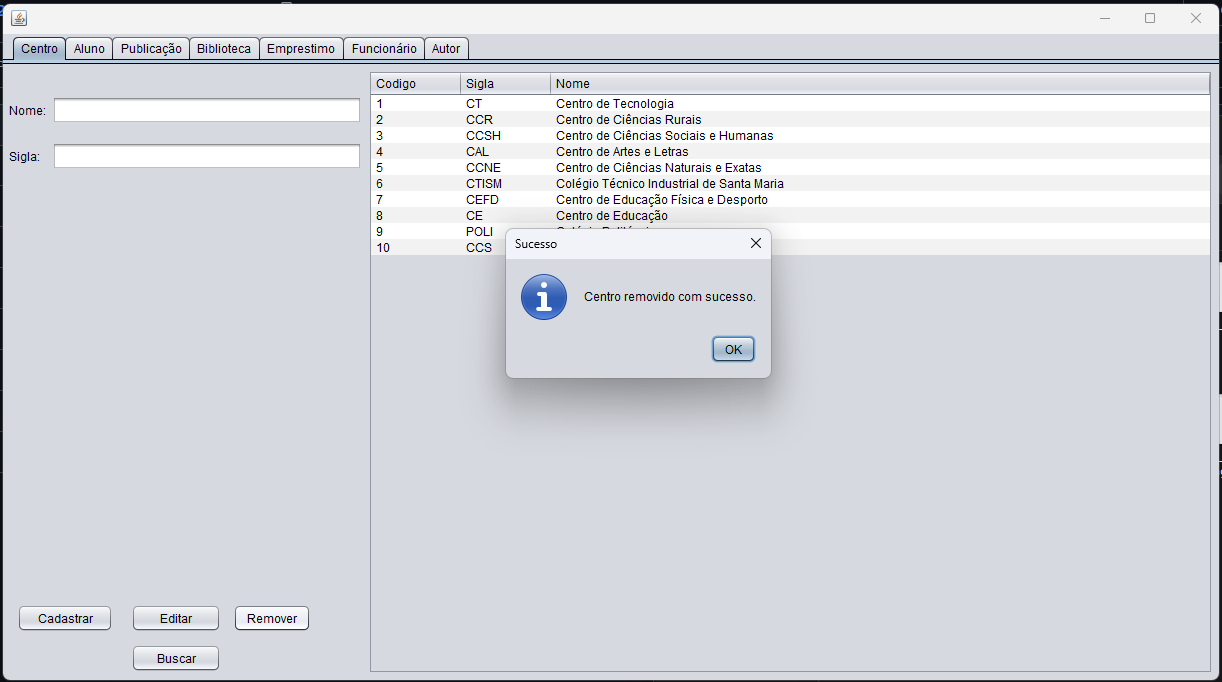 Centro Aluno Publicação Biblioteca Emprestimo Funcionário Autor
Nome:
Sigla:
Codigo Sigla Nome
1 CT Centro de Tecnologia
2 CCR Centro de Ciências Rurais
3 CCSH Centro de Ciências Sociais e Humanas
4 CAL Centro de Artes e Letras
5 CCNE Centro de Ciências Naturais e Exatas
6 CTISM Colégio Técnico Industrial de Santa Maria
7 CEFD Centro de Educação Física e Desporto
8 CE Centro de Educação
9 POLI
10 CCS
Sucesso
Centro removido com sucesso.
OK
Cadastrar Editar Remover
Buscar